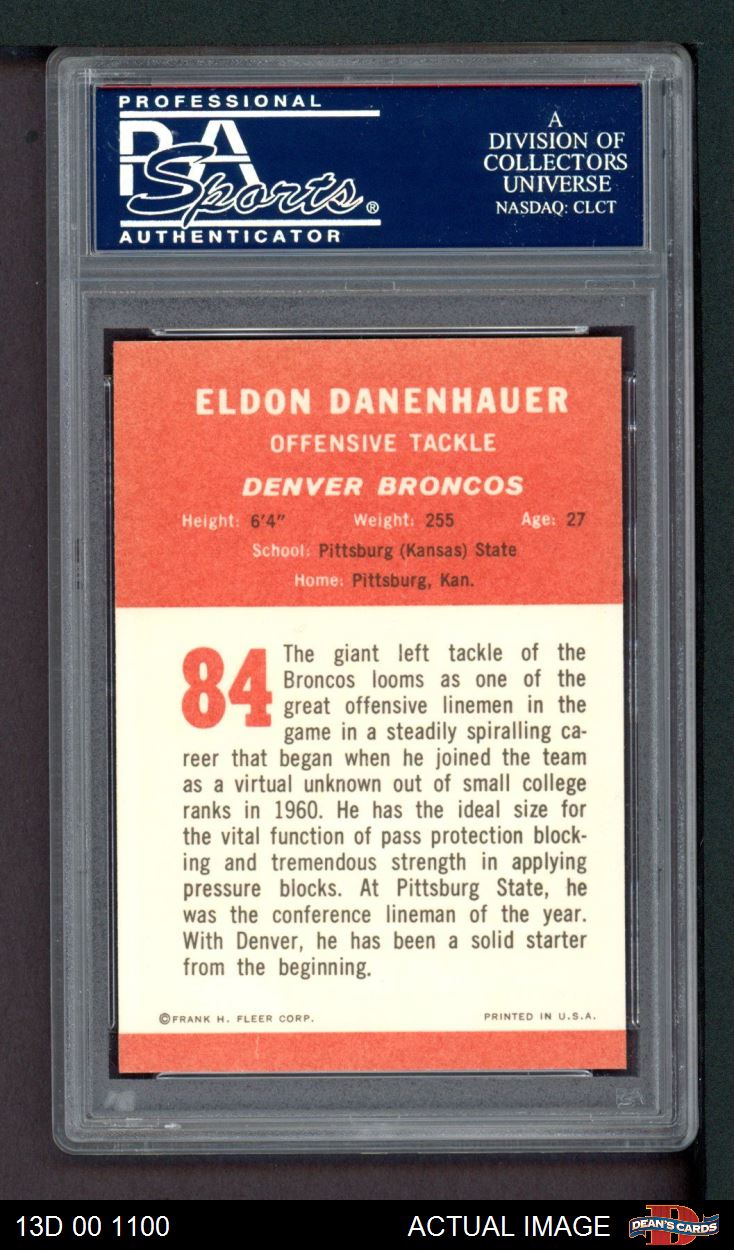 PROFESSIONAL
PSA
Sports®
AUTHENTICATOR
A
DIVISION OF
COLLECTORS
UNIVERSE
NASDAQ: CLCT
ELDON DANENHAUER
OFFENSIVE TACKLE
DENVER BRONCOS
Height: 6'4" Weight: 255 Age: 27
School: Pittsburg (Kansas) State
Home: Pittsburg, Kan.
84
The giant left tackle of the
Broncos looms as one of the
great offensive linemen in the
game in a steadily spiralling ca-
reer that began when he joined the team
as a virtual unknown out of small college
ranks in 1960. He has the ideal size for
the vital function of pass protection block-
ing and tremendous strength in applying
pressure blocks. At Pittsburg State, he
was the conference lineman of the year.
With Denver, he has been a solid starter
from the beginning.
©FRANK H. FLEER CORP. PRINTED IN U.S.A.
13D 00 1100 ACTUAL IMAGE DEAN'S CARDS